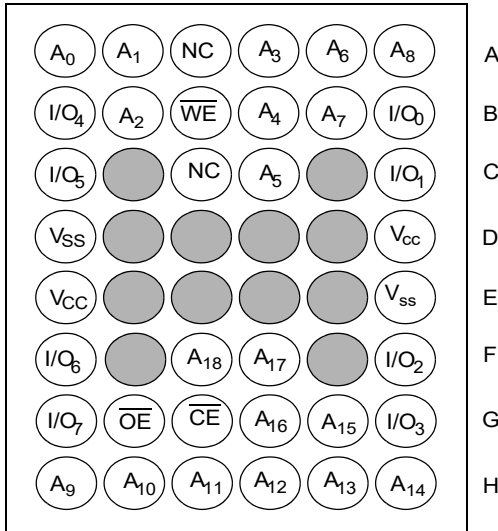 A0 A1 NC A3 A6 A8 A
I/O4 A2 WE A4 A7 I/O0 B
I/O5 NC A5 I/O1 C
VSS Vcc D
VCC Vss E
I/O6 A18 A17 I/O2 F
I/O7 OE CE A16 A15 I/O3 G
A9 A10 A11 A12 A13 A14 H